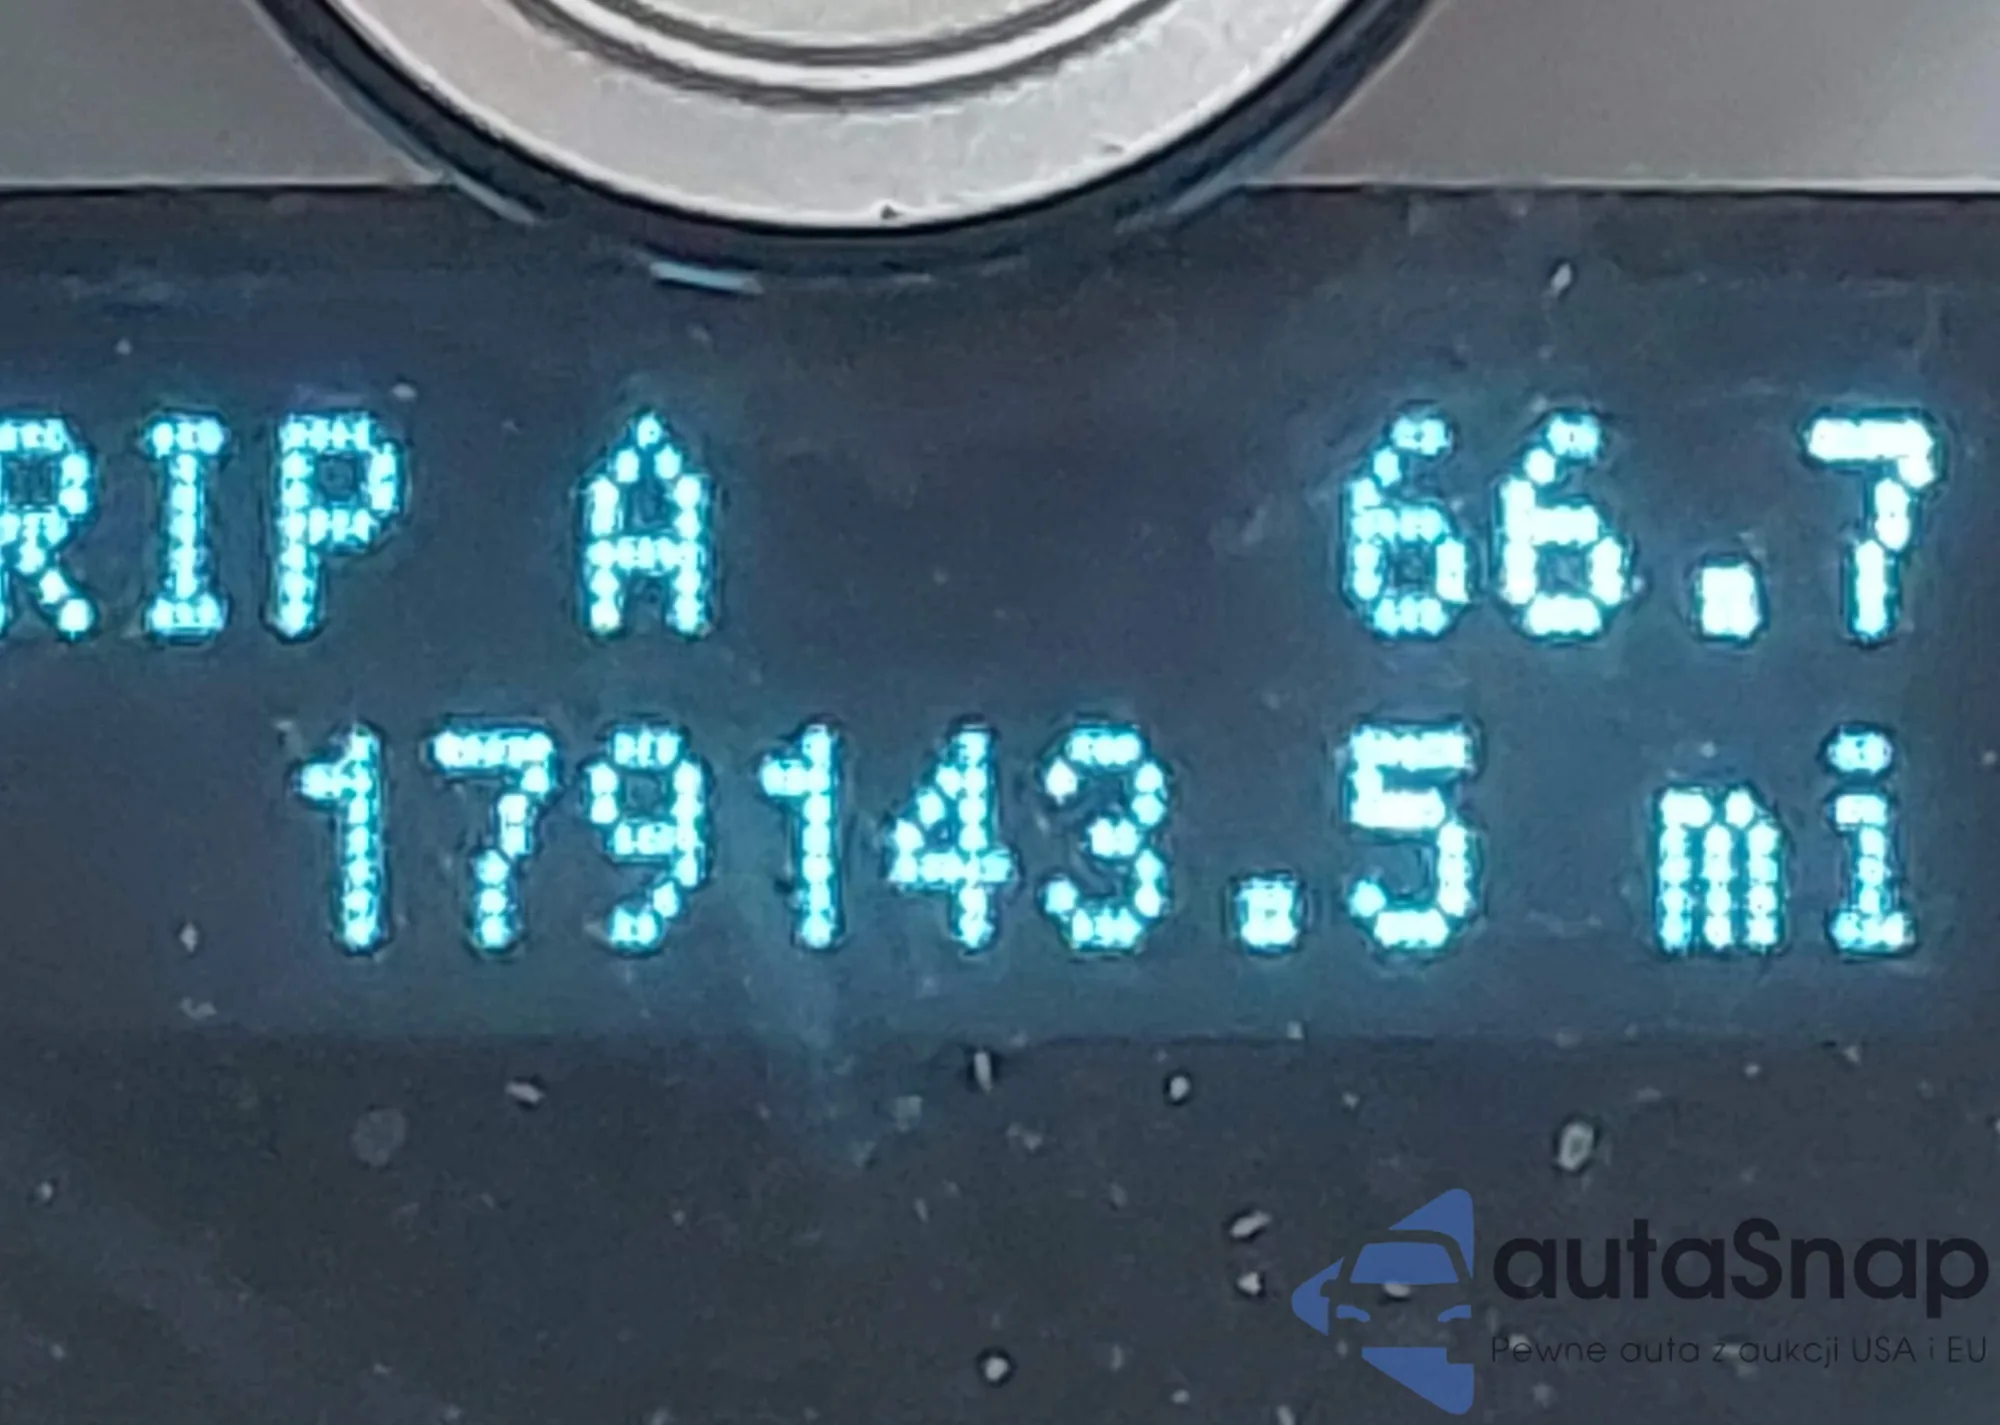 RIP A 66.7
179143.5 mi
autaSnap
Pewne auta z aukcji USA i EU